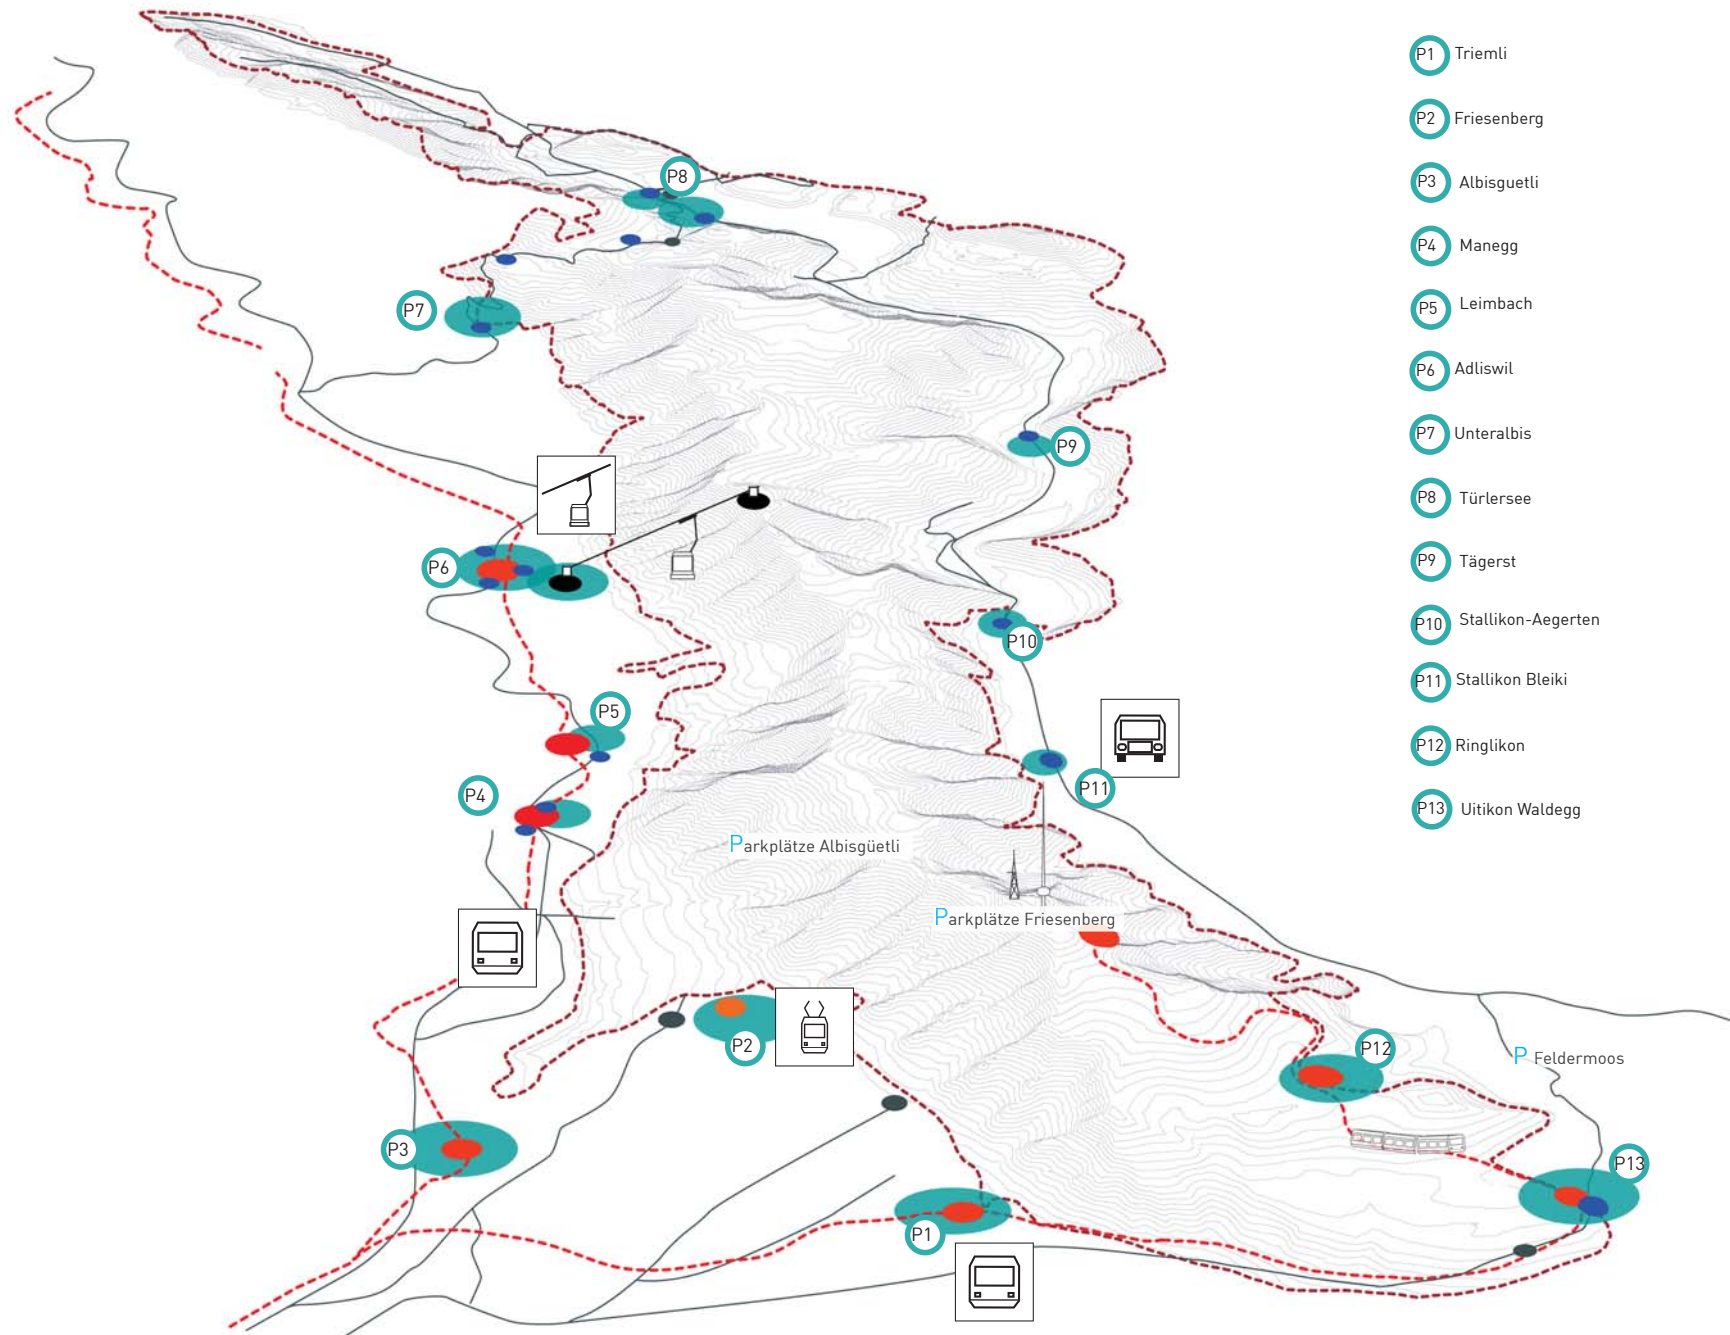 P1 Triemli
P2 Friesenberg
P3 Albisguetli
P4 Manegg
P5 Leimbach
P6 Adliswil
P7 Unteralbis
P8 Türlersee
P9 Tägerst
P10 Stallikon-Aegerten
P11 Stallikon Bleiki
P12 Ringlikon
P13 Uitikon Waldegg
P8
P7
P9
P6
P10
P5
P11
P4
Parkplätze Albisgüetli
Parkplätze Friesenberg
P2
P12
P Feldermoos
P3
P13
P1